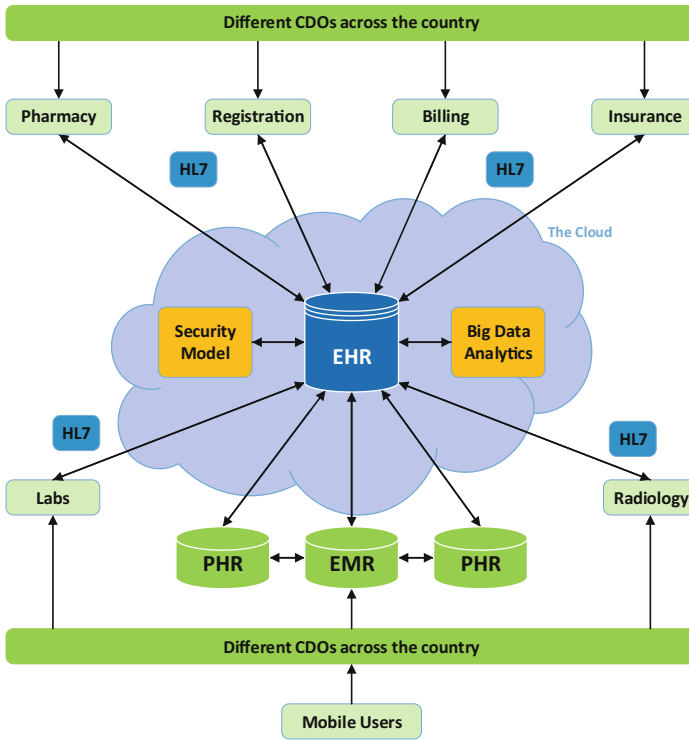 Different CDOs across the country
Pharmacy
Registration
Billing
Insurance
HL7
HL7
The Cloud
Security
Model
EHR
Big Data
Analytics
HL7
HL7
Labs
Radiology
PHR
EMR
PHR
Different CDOs across the country
Mobile Users